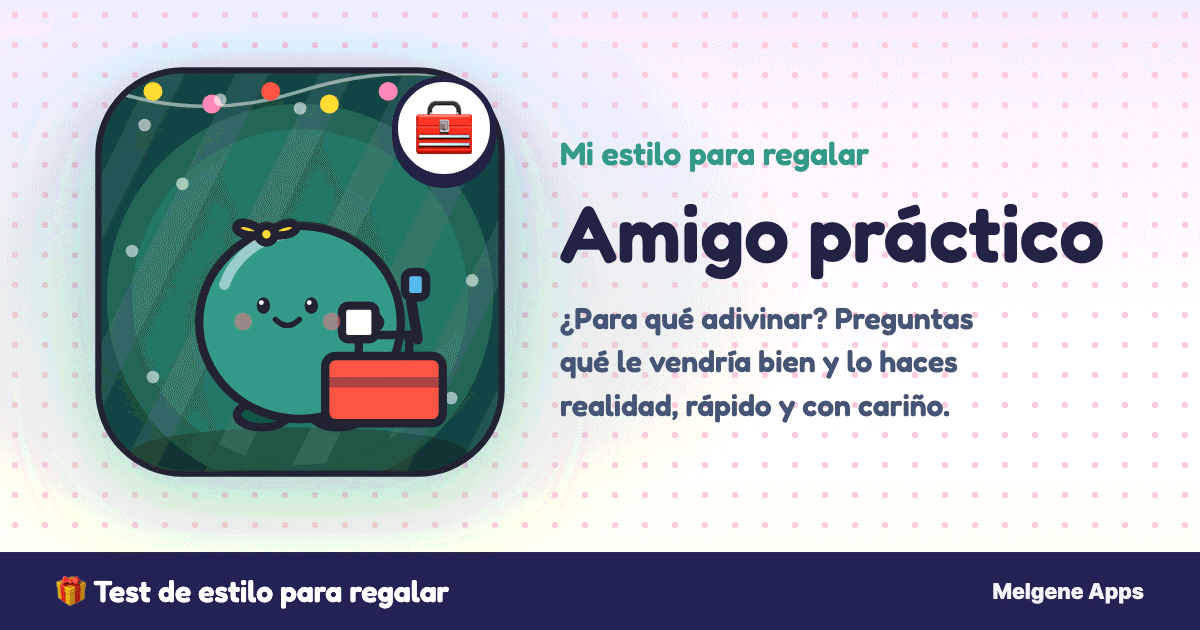 Mi estilo para regalar
Amigo práctico
¿Para qué adivinar? Preguntas
qué le vendría bien y lo haces
realidad, rápido y con cariño.
Test de estilo para regalar
Melgene Apps